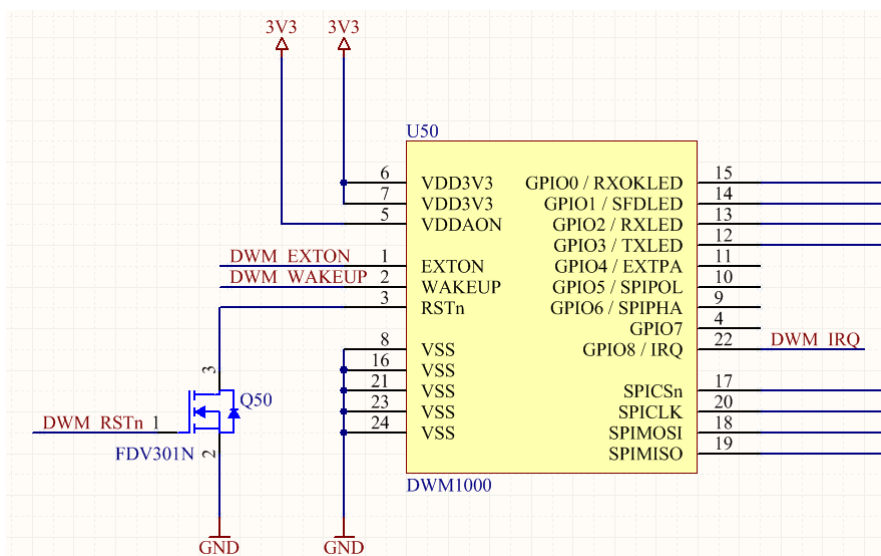 3V3 3V3
U50
6 VDD3V3 GPIO0 / RXOKLED 15
7 VDD3V3 GPIO1 / SFDLED 14
5 VDDAON GPIO2 / RXLED 13
GPIO3 / TXLED 12
DWM_EXTON 1 EXTON GPIO4 / EXTPA 11
DWM_WAKEUP 2 WAKEUP GPIO5 / SPIPOL 10
3 RSTn GPIO6 / SPIPHA 9
GPIO7 4
8 VSS GPIO8 / IRQ 22 DWM_IRQ
16 VSS
21 VSS SPICSn 17
23 VSS SPICLK 20
24 VSS SPIMOSI 18
SPIMISO 19
3
Q50
DWM_RSTn 1
FDV301N 2
DWM1000
GND GND